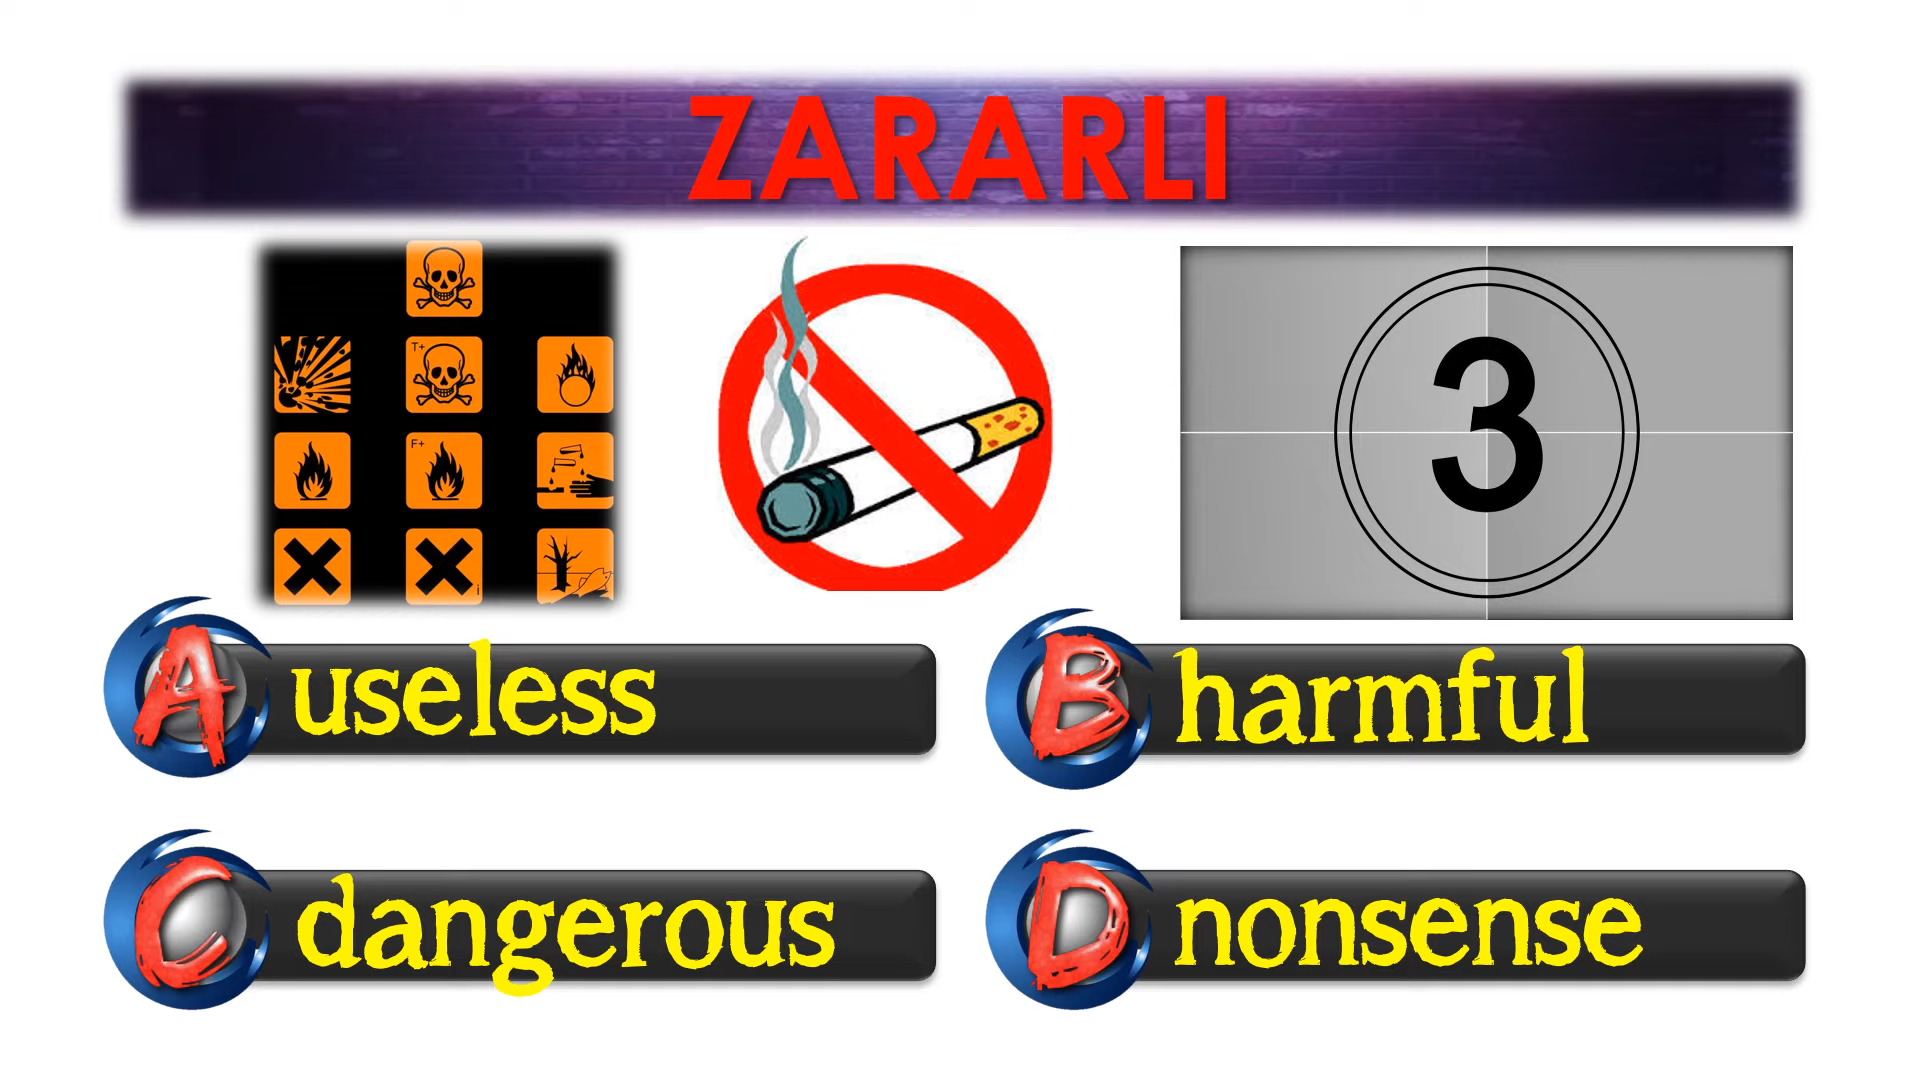 ZARARLI
T+
F+
i
3
A useless
B harmful
C dangerous
D nonsense